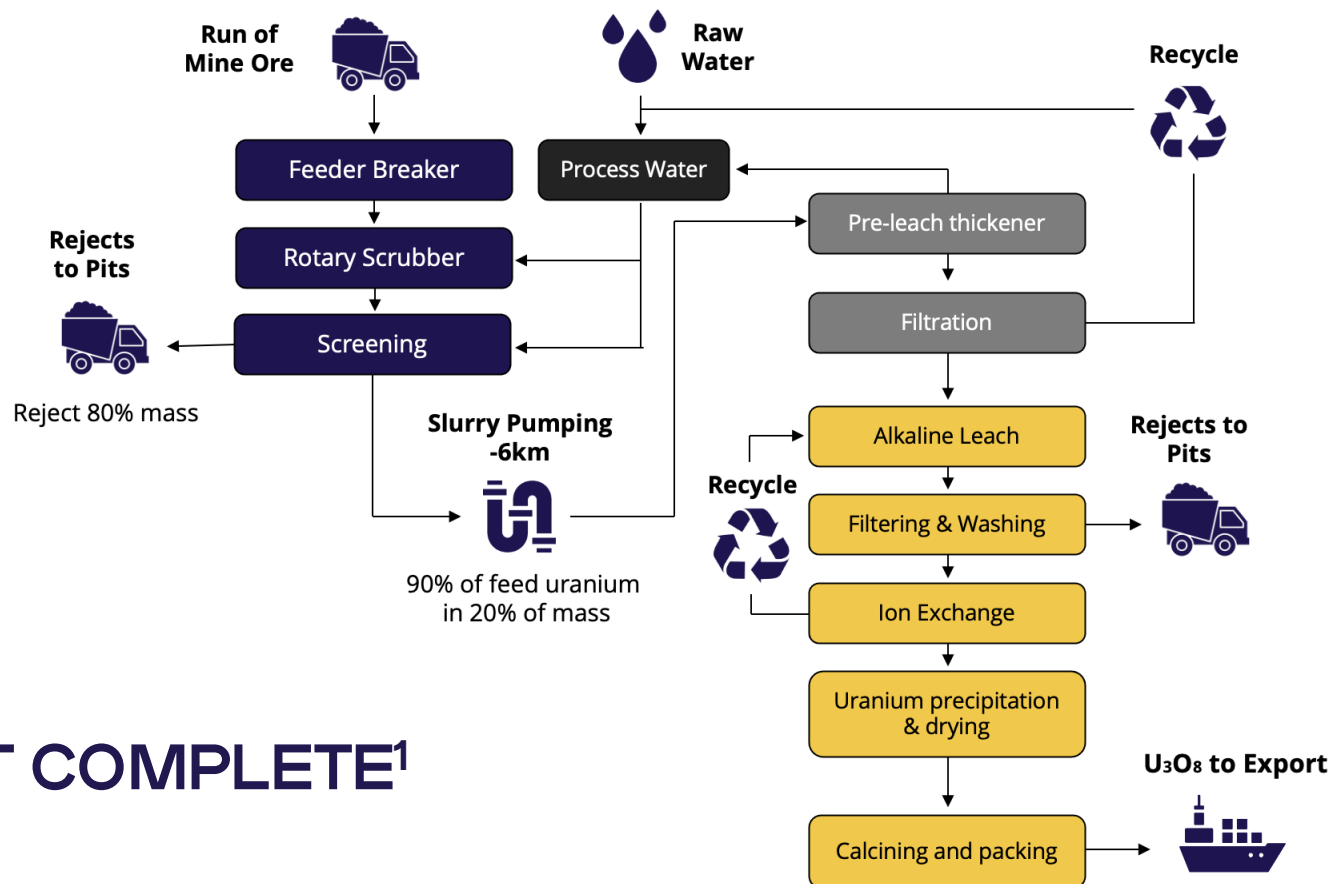 Run of
Mine Ore
Raw
Water
Recycle
Feeder Breaker
Process Water
Rotary Scrubber
Pre-leach thickener
Rejects
to Pits
Screening
Filtration
Reject 80% mass
Slurry Pumping
-6km
90% of feed uranium
in 20% of mass
Recycle
Alkaline Leach
Rejects to
Pits
Filtering & Washing
Ion Exchange
Uranium precipitation
& drying
COMPLETE¹
U₃O₈ to Export
Calcining and packing